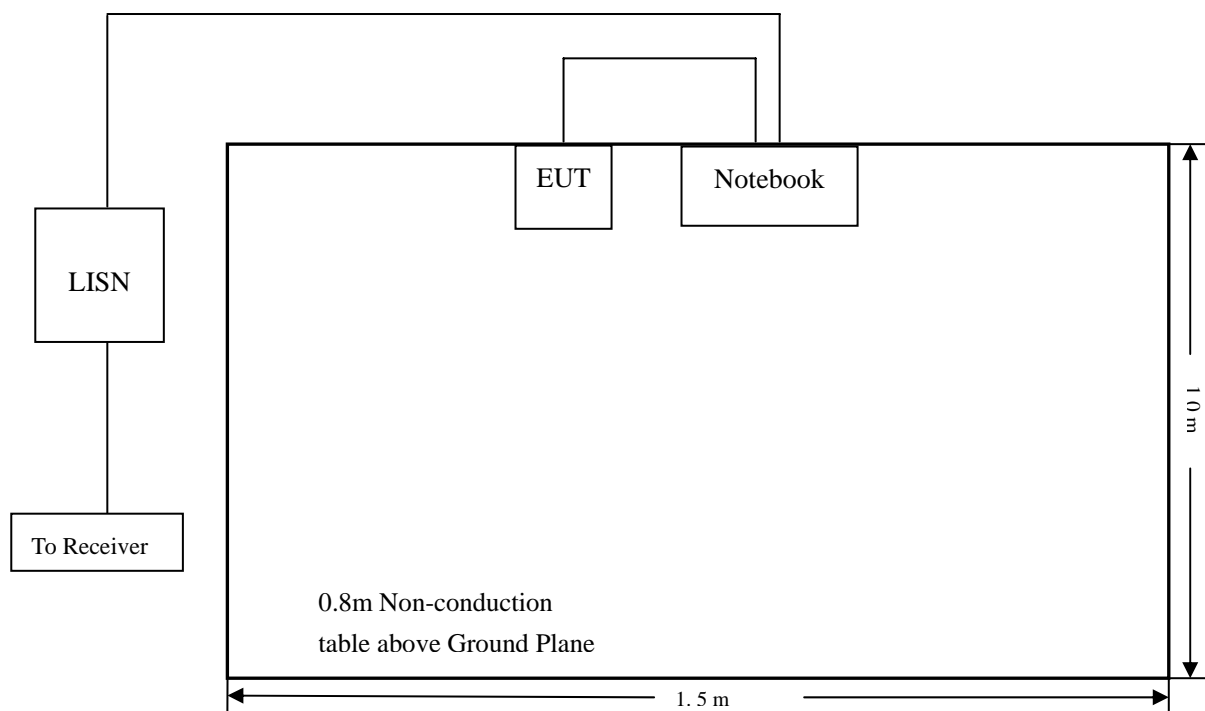 EUT
Notebook
LISN
To Receiver
0.8m Non-conduction
table above Ground Plane
1.5 m
1 0 m